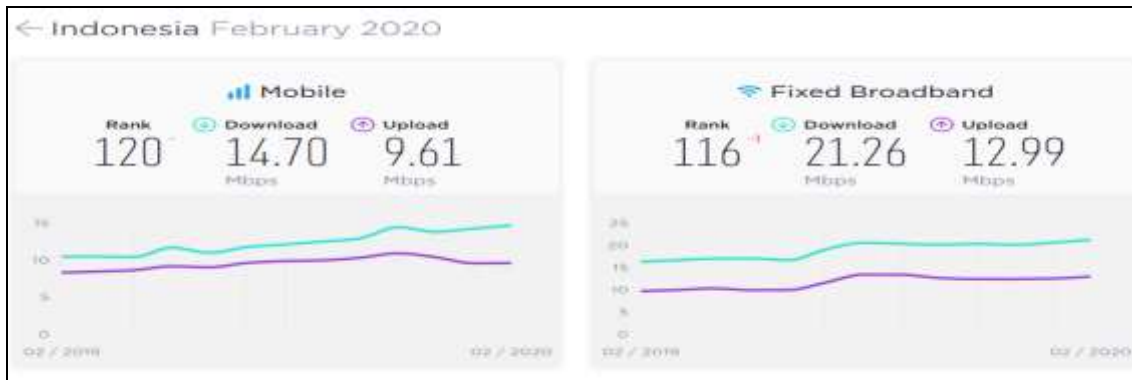 ← Indonesia February 2020
Mobile
Rank Download Upload
120 - 14.70 9.61
Mbps Mbps
15
10
5
0
02 / 2019 02 / 2020
Fixed Broadband
Rank Download Upload
116 -1 21.26 12.99
Mbps Mbps
25
20
15
10
5
0
02 / 2019 02 / 2020